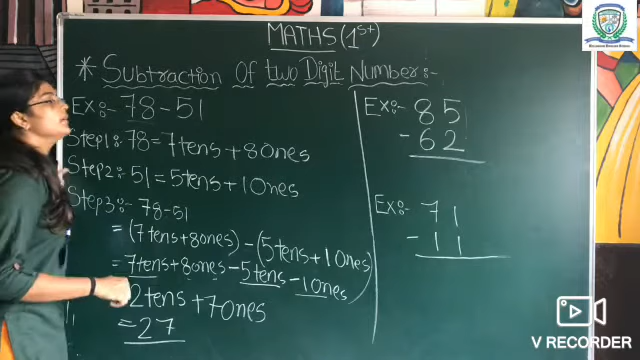 MATHS (1st)
* Subtraction Of two Digit Number:-
Ex:- 78-51
Step1:- 78=7tens+8Ones
Step2:- 51=5tens+1Ones
Step3:- 78-51
=(7tens+8ones)-(5tens+1Ones)
=7tens+8ones-5tens-1Ones
2tens+7Ones
=27
Ex:- 85
-62
Ex:- 71
-11
V RECORDER